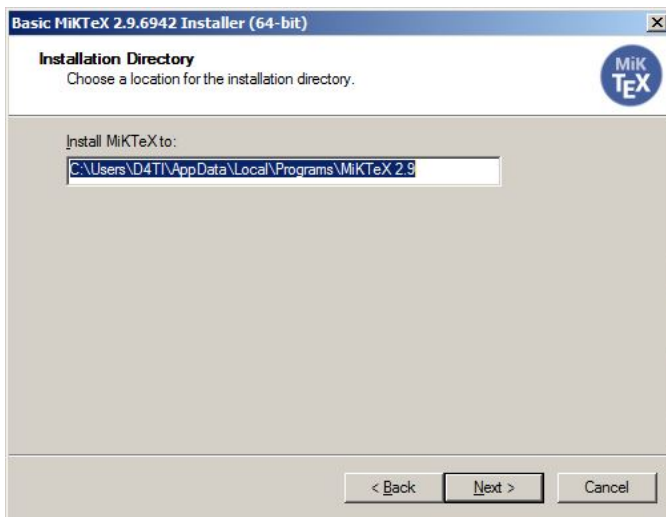 Basic MiKTeX 2.9.6942 Installer (64-bit)
Installation Directory
Choose a location for the installation directory.
MiK
TEX
Install MiKTeX to:
C:\Users\D4TI\AppData\Local\Programs\MiKTeX 2.9
< Back
Next >
Cancel